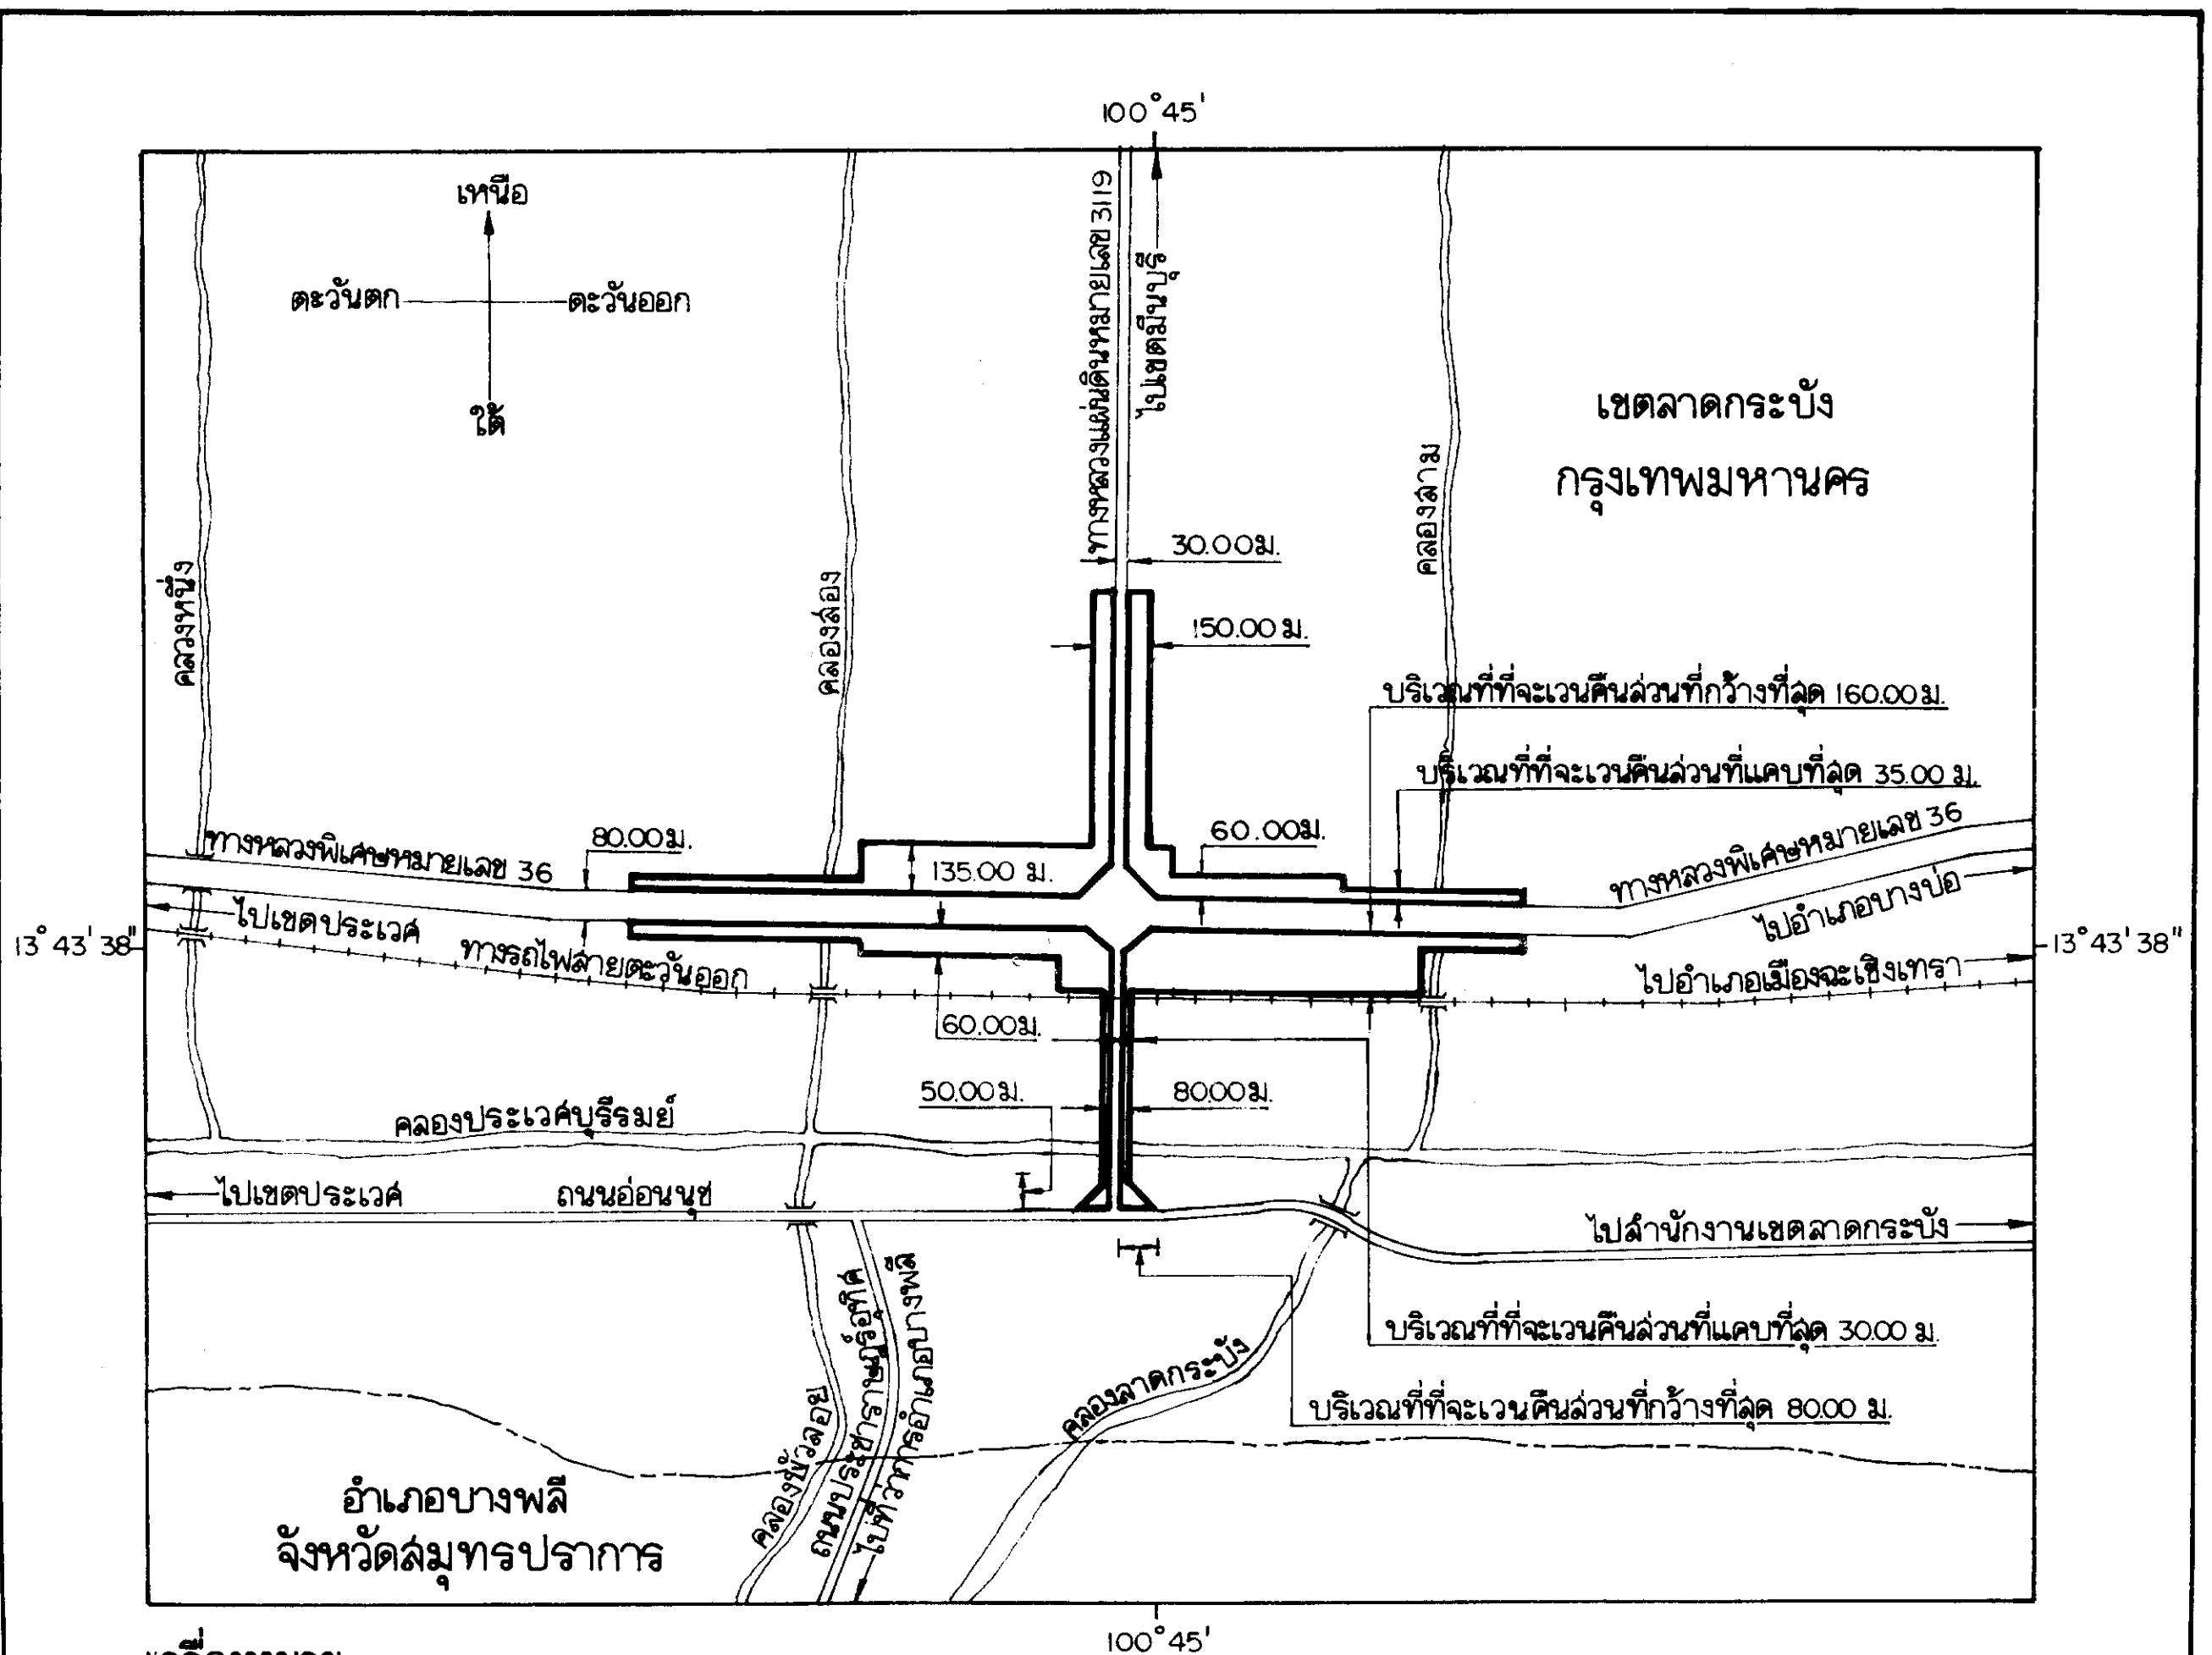 100°45'
เหนือ
ตะวันตก
ตะวันออก
ใต้
ทางหลวงแผ่นดินหมายเลข 3119
ไปเขตมีนบุรี
เขตลาดกระบัง
กรุงเทพมหานคร
คลองหนึ่ง
คลองสอง
คลองสาม
30.00ม.
150.00 ม.
บริเวณที่ที่จะเวนคืนส่วนที่กว้างที่สุด 160.00 ม.
บริเวณที่ที่จะเวนคืนส่วนที่แคบที่สุด 35.00 ม.
ทางหลวงพิเศษหมายเลข 36
80.00ม.
135.00 ม.
60.00ม.
ทางหลวงพิเศษหมายเลข 36
ไปเขตประเวศ
ไปอำเภอบางบ่อ
13°43'38"
13°43'38"
ทางรถไฟสายตะวันออก
ไปอำเภอเมืองฉะเชิงเทรา
60.00ม.
50.00ม.
80.00ม.
คลองประเวศบุรีรมย์
ไปเขตประเวศ
ถนนอ่อนนุช
ไปสำนักงานเขตลาดกระบัง
บริเวณที่ที่จะเวนคืนส่วนที่แคบที่สุด 30.00 ม.
บริเวณที่ที่จะเวนคืนส่วนที่กว้างที่สุด 80.00 ม.
คลองลาดกระบัง
คลองบัวลอย
ถนนประชาราษฎร์อุทิศ
ไปที่ว่าการอำเภอบางพลี
อำเภอบางพลี
จังหวัดสมุทรปราการ
100°45'